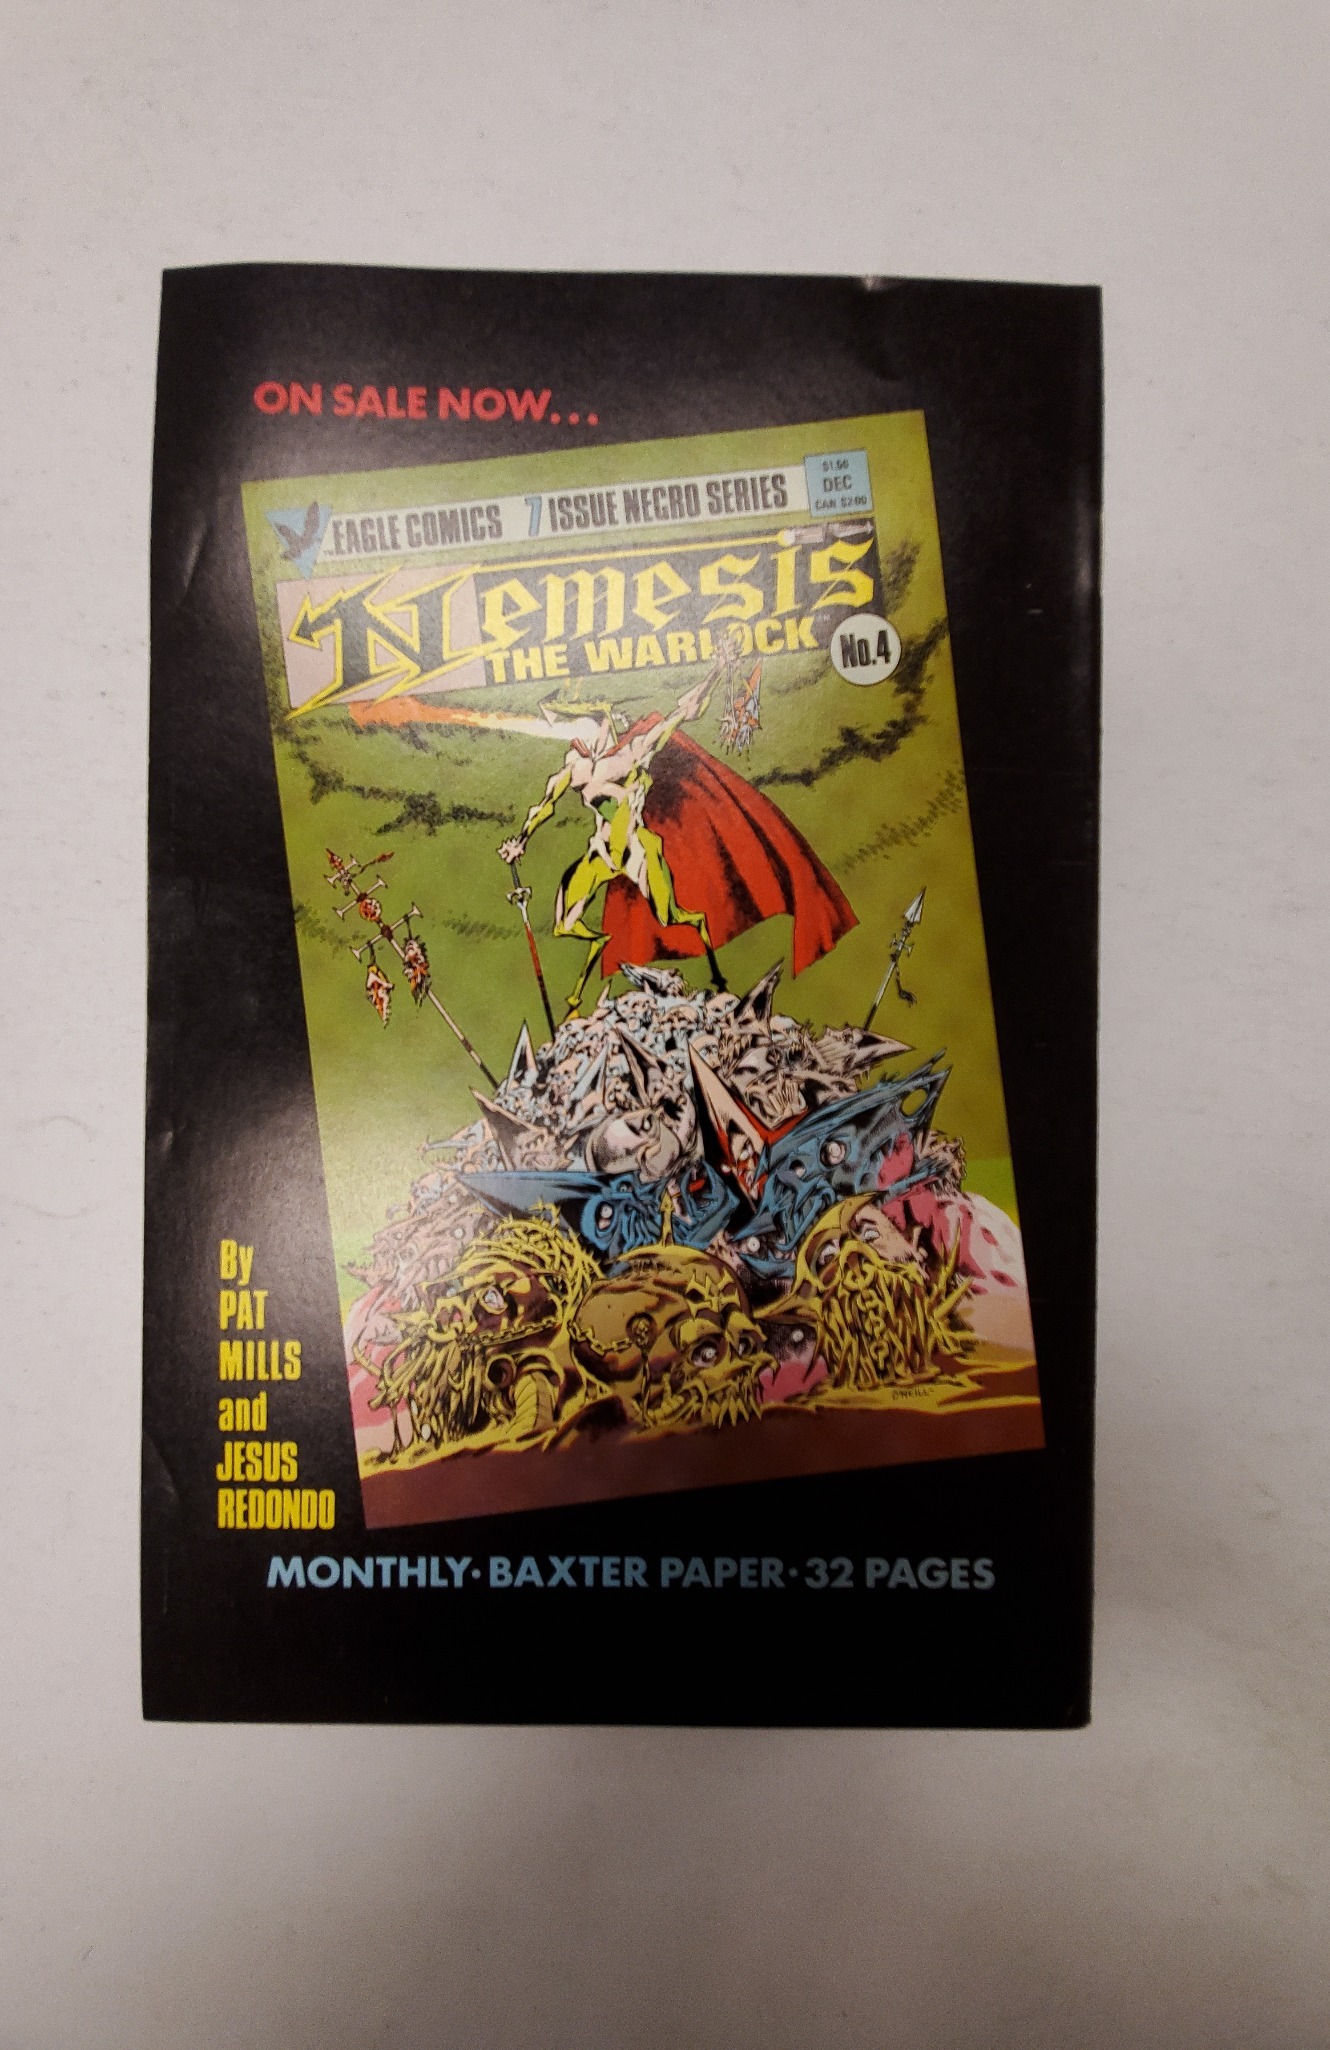 ON SALE NOW...
EAGLE COMICS 7 ISSUE NECRO SERIES
$1.50
DEC
CAN $2.00
Nemesis
THE WARLOCK
No.4
By
PAT
MILLS
and
JESUS
REDONDO
O'NEILL
MONTHLY·BAXTER PAPER·32 PAGES